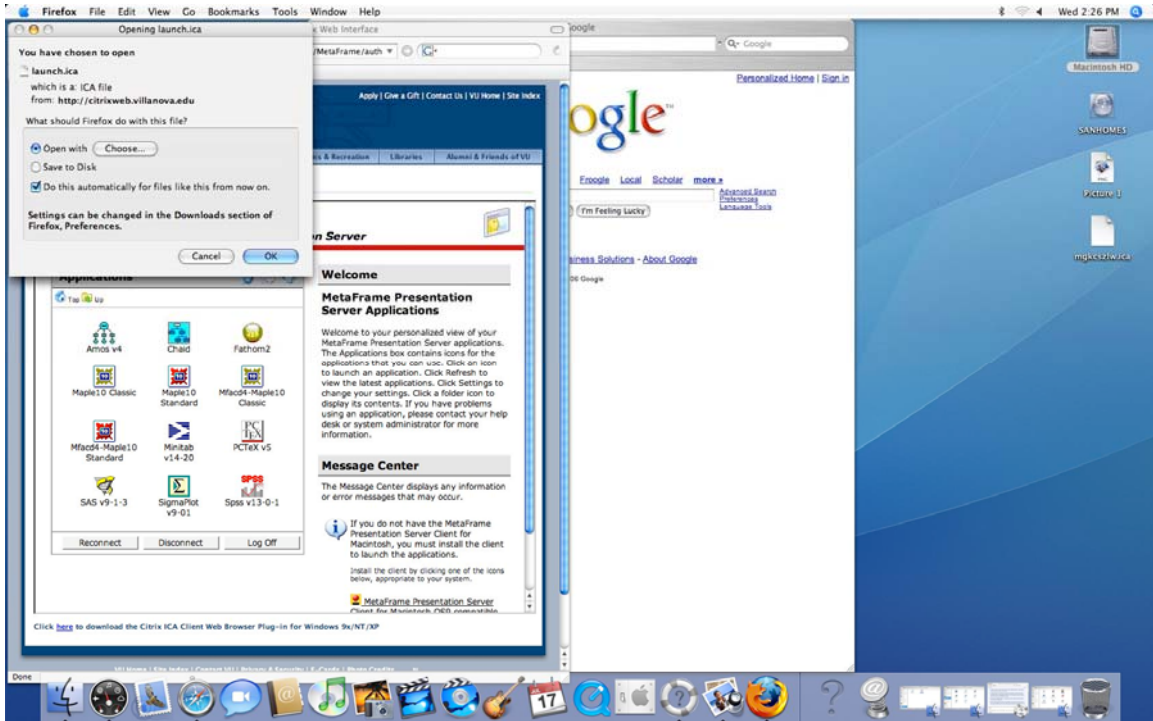 Firefox File Edit View Go Bookmarks Tools Window Help
Wed 2:26 PM
Opening launch.ica
You have chosen to open
launch.ica
which is a: ICA file
from: http://citrixweb.villanova.edu
What should Firefox do with this file?
Open with Choose...
Save to Disk
Do this automatically for files like this from now on.
Settings can be changed in the Downloads section of
Firefox, Preferences.
Cancel OK
Web Interface
/MetaFrame/auth
Apply | Give a Gift | Contact Us | VU Home | Site Index
& Recreation Libraries Alumni & Friends of VU
n Server
Applications
Top Up
Amos v4 Chaid Fathom2
Maple10 Classic Maple10 Standard Mfacd4-Maple10 Classic
Mfacd4-Maple10 Standard Minitab v14-20 PCTeX v5
SAS v9-1-3 SigmaPlot v9-01 Spss v13-0-1
Reconnect Disconnect Log Off
Welcome
MetaFrame Presentation
Server Applications
Welcome to your personalized view of your
MetaFrame Presentation Server applications.
The Applications box contains icons for the
applications that you can use. Click an icon
to launch an application. Click Refresh to
view the latest applications. Click Settings to
change your settings. Click a folder icon to
display its contents. If you have problems
using an application, please contact your help
desk or system administrator for more
information.
Message Center
The Message Center displays any information
or error messages that may occur.
If you do not have the MetaFrame
Presentation Server Client for
Macintosh, you must install the client
to launch the applications.
Install the client by clicking one of the icons
below, appropriate to your system.
MetaFrame Presentation Server
Client for Macintosh
Click here to download the Citrix ICA Client Web Browser Plug-in for Windows 9x/NT/XP
Done
oogle
Google
Personalized Home | Sign in
ogle
Froogle Local Scholar more »
Advanced Search
Preferences
Language Tools
I'm Feeling Lucky
siness Solutions - About Google
Google
Macintosh HD
SANHOMES
Picture 1
17